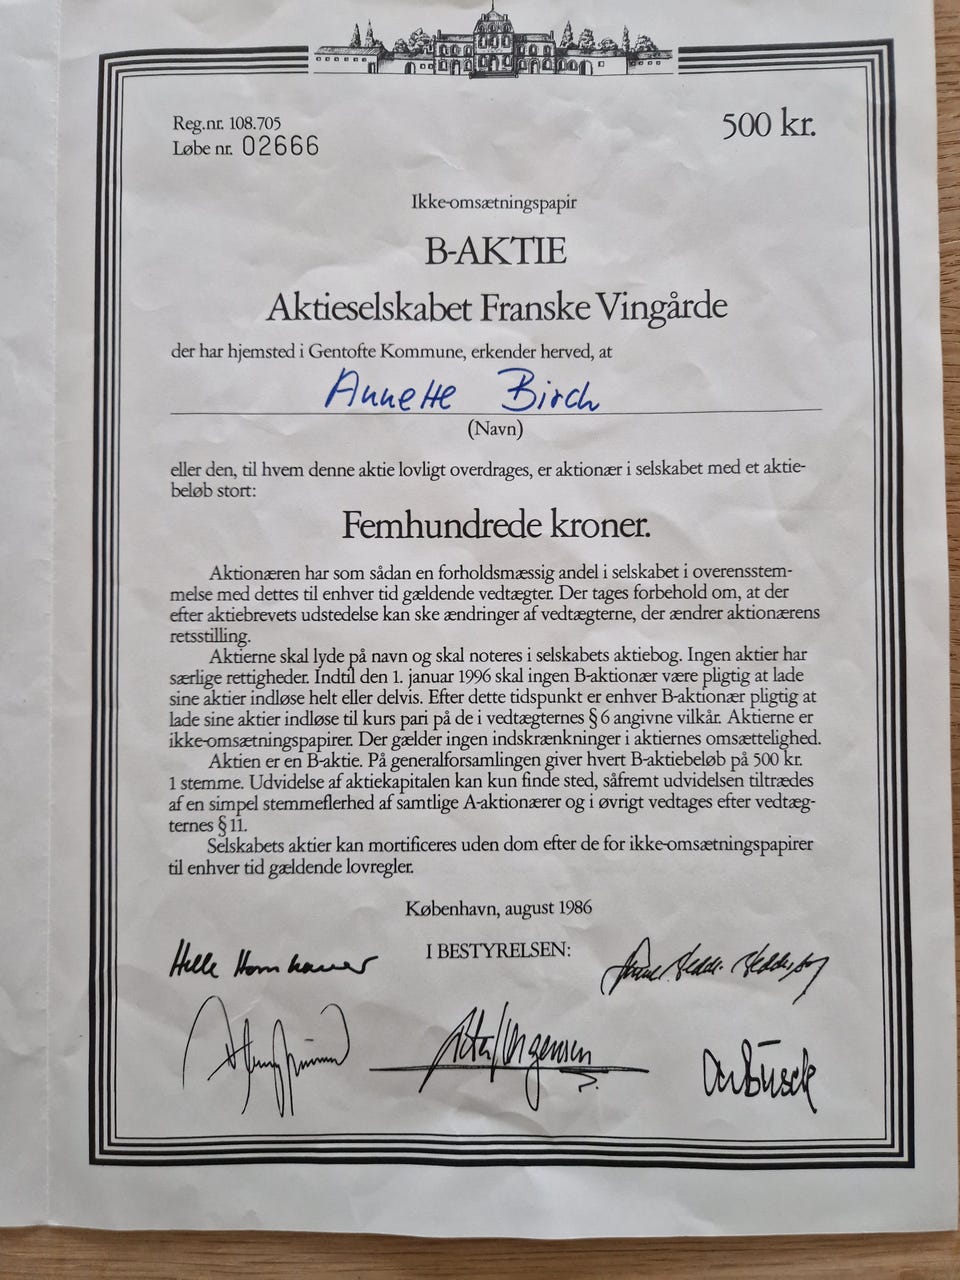 Reg.nr. 108.705
500 kr.
Løbe nr. 02666
Ikke-omsætningspapir
B-AKTIE
Aktieselskabet Franske Vingårde
der har hjemsted i Gentofte Kommune, erkender herved, at
Annette Birch
(Navn)
eller den, til hvem denne aktie lovligt overdrages, er aktionær i selskabet med et aktie-
beløb stort:
Femhundrede kroner.
Aktionæren har som sådan en forholdsmæssig andel i selskabet i overensstem-
melse med dettes til enhver tid gældende vedtægter. Der tages forbehold om, at der
efter aktiebrevets udstedelse kan ske ændringer af vedtægterne, der ændrer aktionærens
retsstilling.
Aktierne skal lyde på navn og skal noteres i selskabets aktiebog. Ingen aktier har
særlige rettigheder. Indtil den 1. januar 1996 skal ingen B-aktionær være pligtig at lade
sine aktier indløse helt eller delvis. Efter dette tidspunkt er enhver B-aktionær pligtig at
lade sine aktier indløse til kurs pari på de i vedtægternes § 6 angivne vilkår. Aktierne er
ikke-omsætningspapirer. Der gælder ingen indskrænkninger i aktiernes omsættelighed.
Aktien er en B-aktie. På generalforsamlingen giver hvert B-aktiebeløb på 500 kr.
1 stemme. Udvidelse af aktiekapitalen kan kun finde sted, såfremt udvidelsen tiltrædes
af en simpel stemmeflerhed af samtlige A-aktionærer og i øvrigt vedtages efter vedtæg-
ternes § 11.
Selskabets aktier kan mortificeres uden dom efter de for ikke-omsætningspapirer
til enhver tid gældende lovregler.
København, august 1986
I BESTYRELSEN:
Helle
Jørgensen